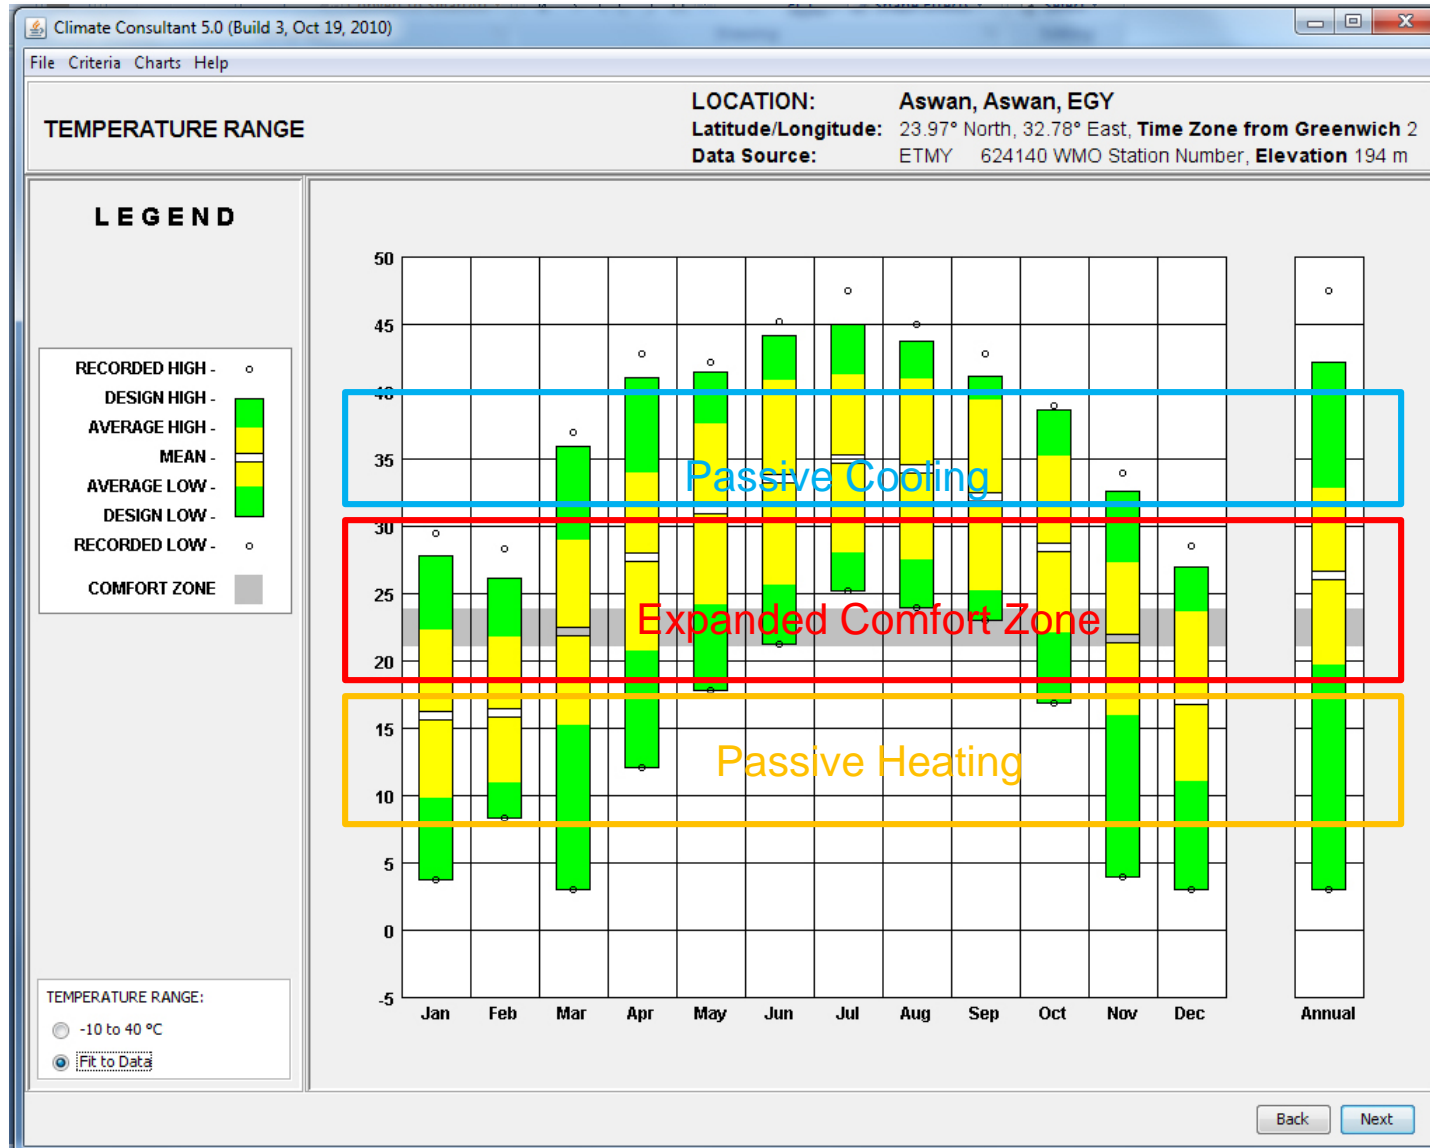 Climate Consultant 5.0 (Build 3, Oct 19, 2010)
File Criteria Charts Help
TEMPERATURE RANGE
LOCATION: Aswan, Aswan, EGY
Latitude/Longitude: 23.97° North, 32.78° East, Time Zone from Greenwich 2
Data Source: ETMY 624140 WMO Station Number, Elevation 194 m
LEGEND
RECORDED HIGH -
DESIGN HIGH -
AVERAGE HIGH -
MEAN -
AVERAGE LOW -
DESIGN LOW -
RECORDED LOW -
COMFORT ZONE
50
45
40
35
30
25
20
15
10
5
0
-5
Passive Cooling
Expanded Comfort Zone
Passive Heating
Jan Feb Mar Apr May Jun Jul Aug Sep Oct Nov Dec Annual
TEMPERATURE RANGE:
-10 to 40 °C
Fit to Data
Back Next